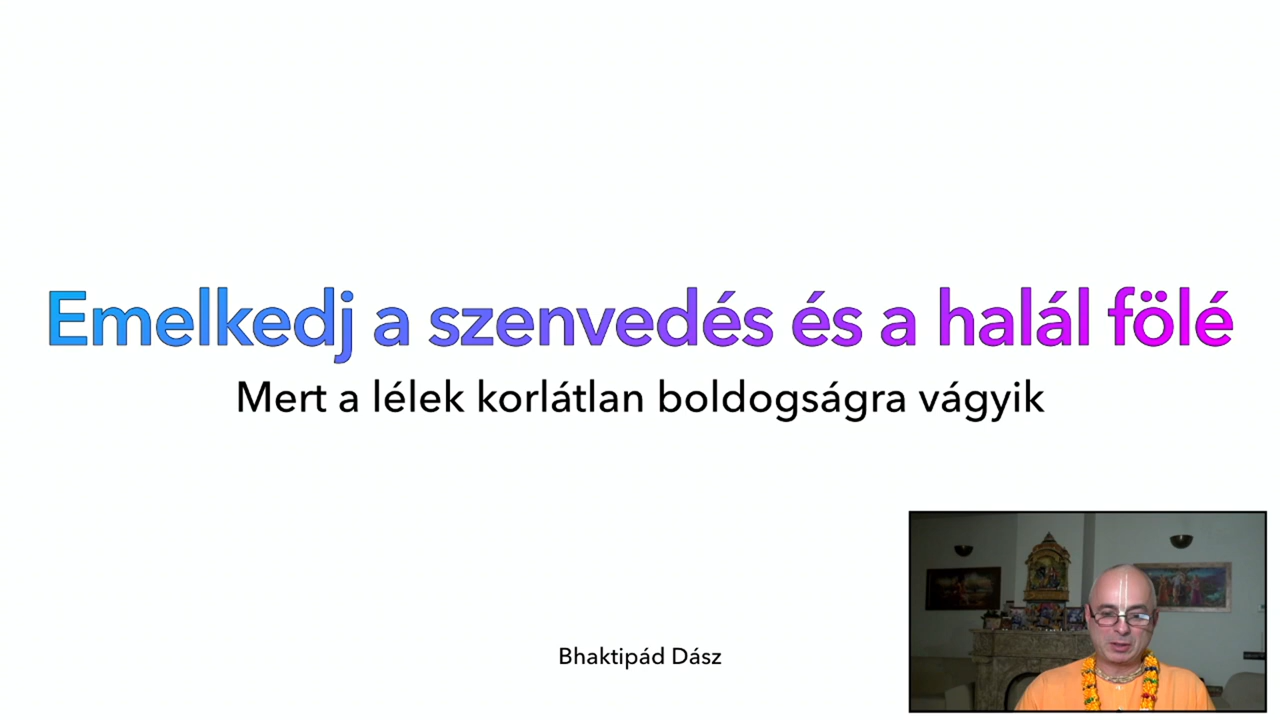 Emelkedj a szenvedés és a halál fölé
Mert a lélek korlátlan boldogságra vágyik
Bhaktipád Dász